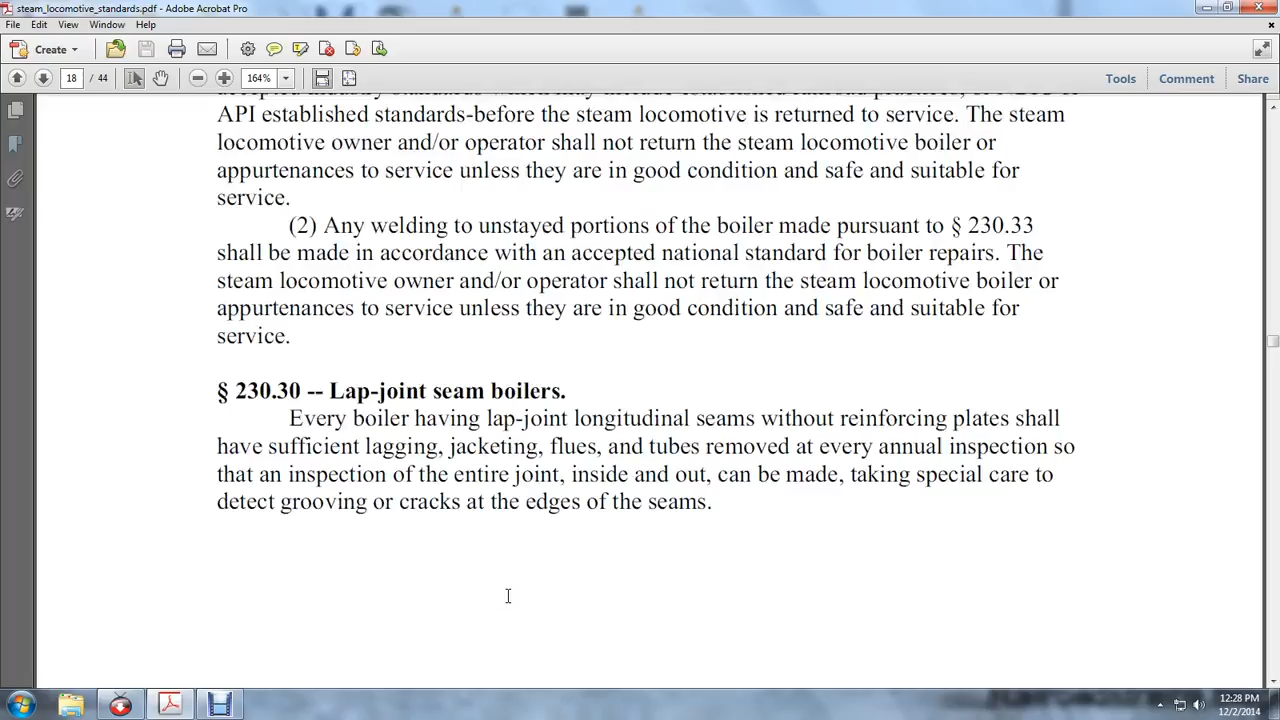 steam_locomotive_standards.pdf - Adobe Acrobat Pro
File Edit View Window Help
Create
18 / 44 164% Tools Comment Share
API established standards-before the steam locomotive is returned to service. The steam
locomotive owner and/or operator shall not return the steam locomotive boiler or
appurtenances to service unless they are in good condition and safe and suitable for
service.
(2) Any welding to unstayed portions of the boiler made pursuant to § 230.33
shall be made in accordance with an accepted national standard for boiler repairs. The
steam locomotive owner and/or operator shall not return the steam locomotive boiler or
appurtenances to service unless they are in good condition and safe and suitable for
service.
§ 230.30 -- Lap-joint seam boilers.
Every boiler having lap-joint longitudinal seams without reinforcing plates shall
have sufficient lagging, jacketing, flues, and tubes removed at every annual inspection so
that an inspection of the entire joint, inside and out, can be made, taking special care to
detect grooving or cracks at the edges of the seams.
12:28 PM
12/2/2014